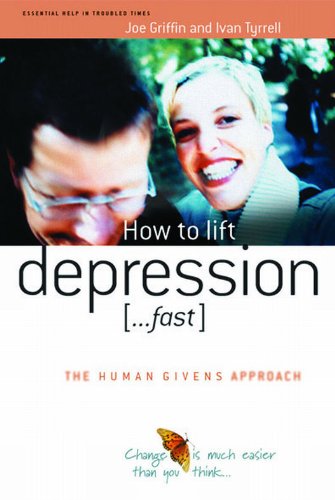 ESSENTIAL HELP IN TROUBLED TIMES
Joe Griffin and Ivan Tyrrell
How to lift
depression
[...fast]
THE HUMAN GIVENS APPROACH
Change is much easier
than you think...